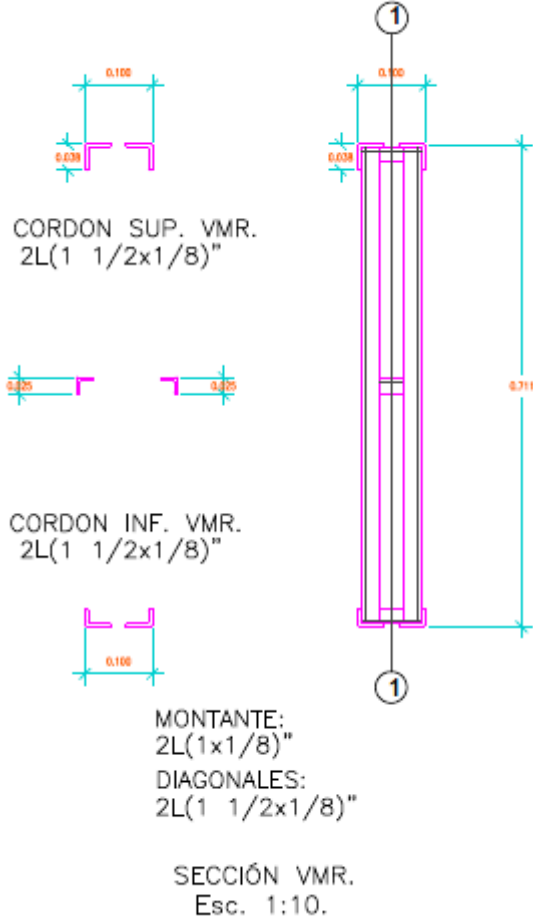 1
0.100
0.100
0.038
0.038
CORDON SUP. VMR.
2L(1 1/2x1/8)"
0.025
0.025
0.711
CORDON INF. VMR.
2L(1 1/2x1/8)"
0.100
1
MONTANTE:
2L(1x1/8)"
DIAGONALES:
2L(1 1/2x1/8)"
SECCIÓN VMR.
Esc. 1:10.